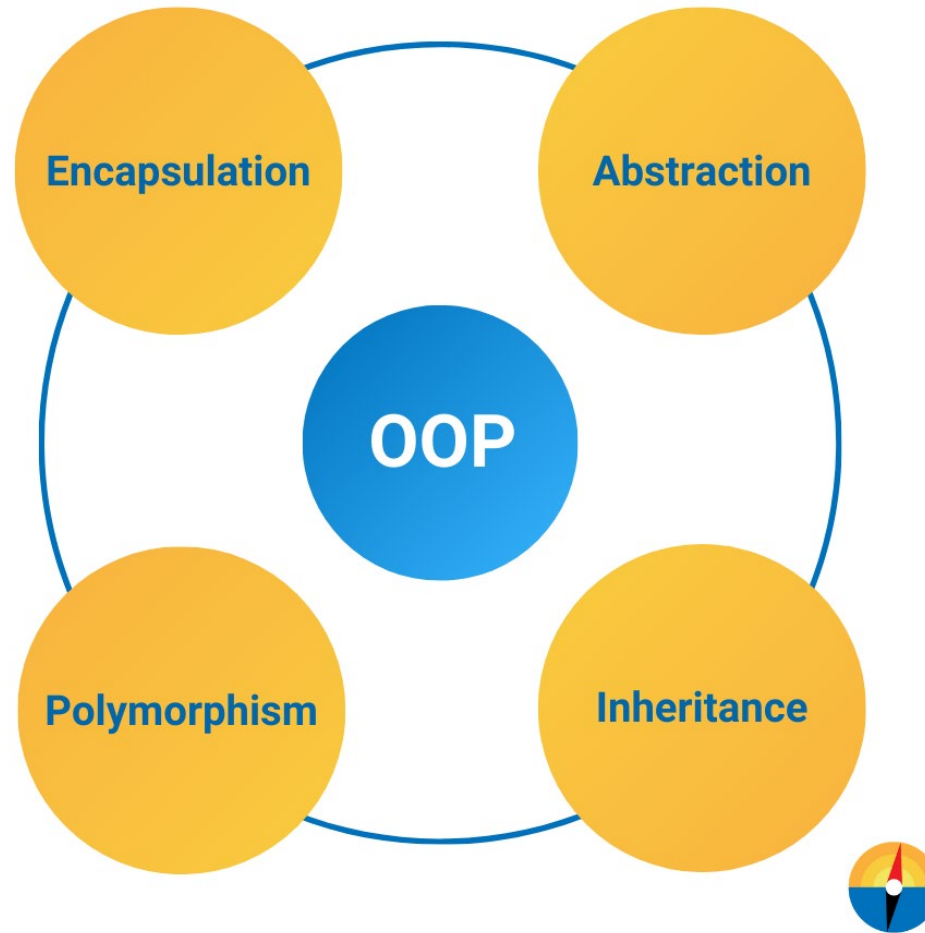 Encapsulation
Abstraction
OOP
Polymorphism
Inheritance